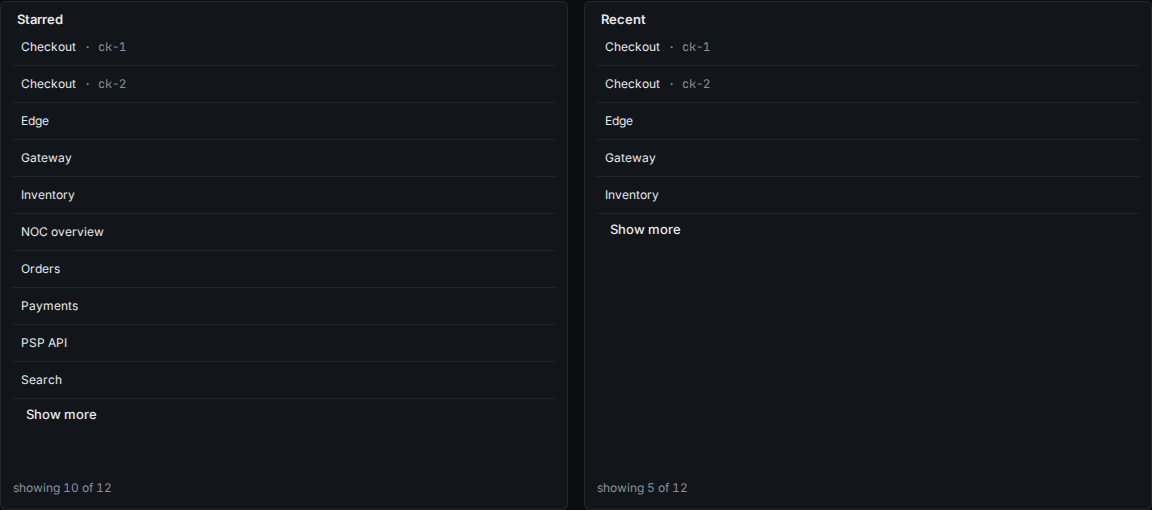 Starred
Checkout · ck-1
Checkout · ck-2
Edge
Gateway
Inventory
NOC overview
Orders
Payments
PSP API
Search
Show more
showing 10 of 12
Recent
Checkout · ck-1
Checkout · ck-2
Edge
Gateway
Inventory
Show more
showing 5 of 12